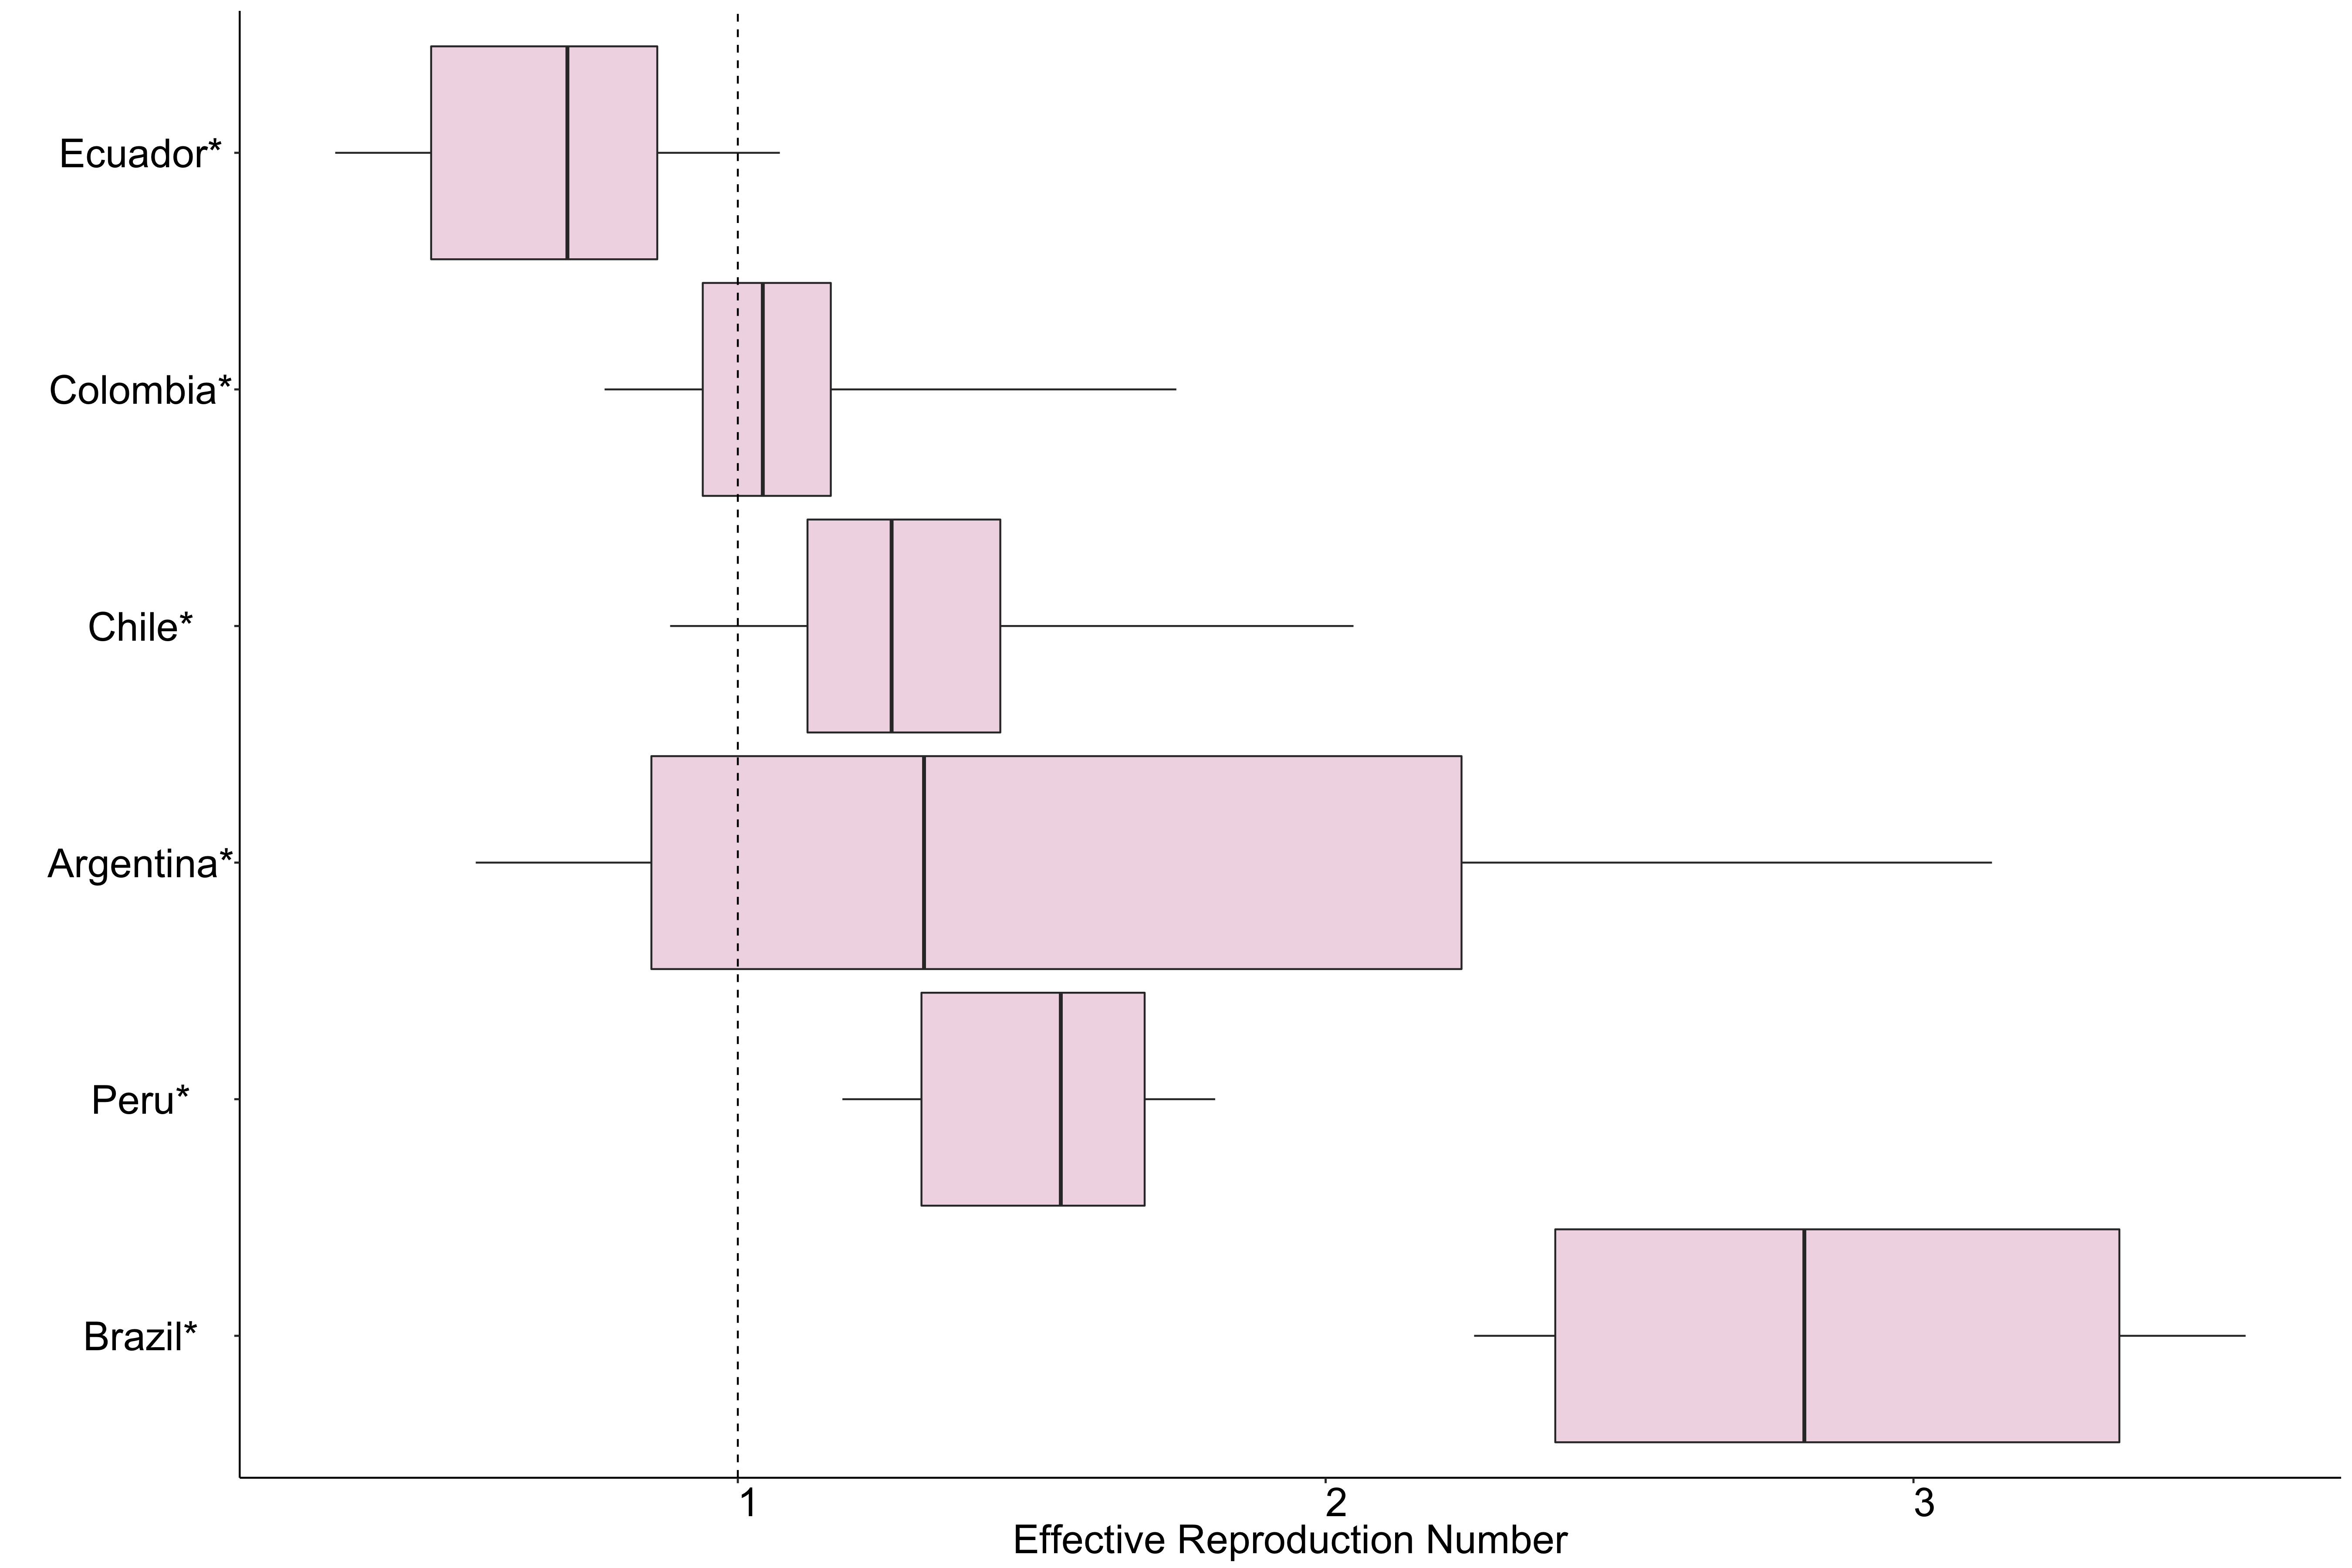 Ecuador*
Colombia*
Chile*
Argentina*
Peru*
Brazil*
1 2 3
Effective Reproduction Number